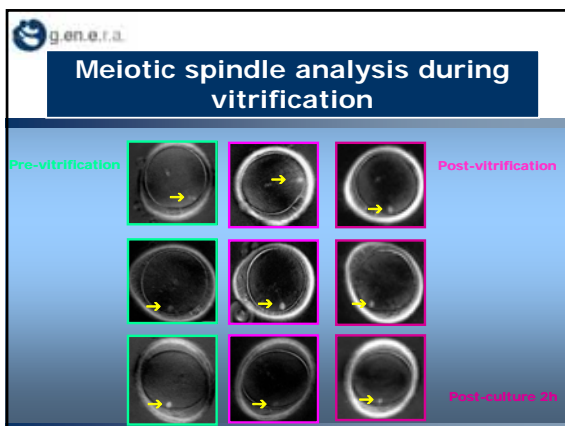 g.en.e.r.a.
Meiotic spindle analysis during
vitrification
Pre-vitrification
Post-vitrification
Post-culture 2h